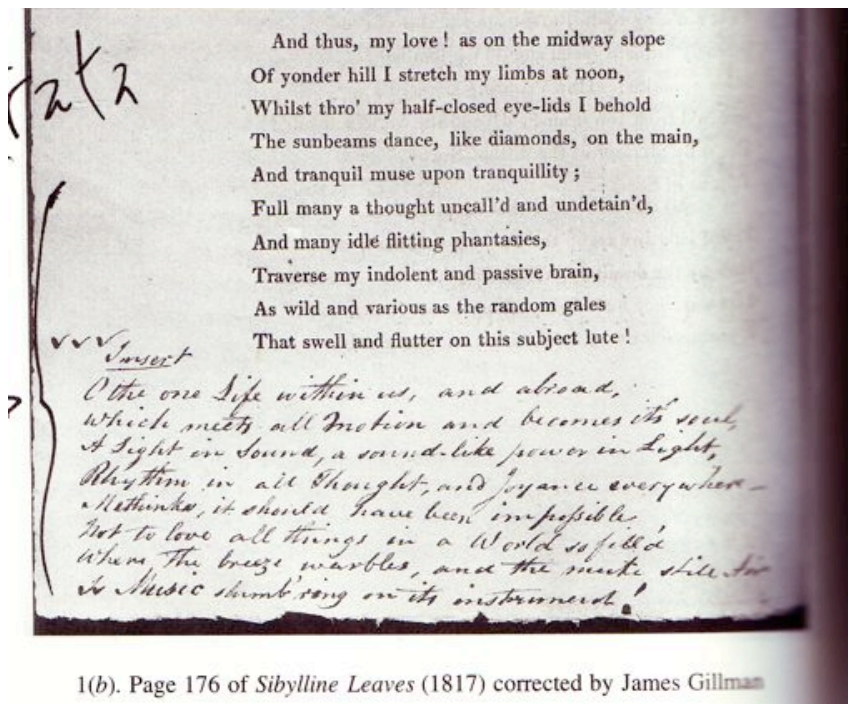 And thus, my love! as on the midway slope
Of yonder hill I stretch my limbs at noon,
Whilst thro' my half-closed eye-lids I behold
The sunbeams dance, like diamonds, on the main,
And tranquil muse upon tranquillity;
Full many a thought uncall'd and undetain'd,
And many idle flitting phantasies,
Traverse my indolent and passive brain,
As wild and various as the random gales
That swell and flutter on this subject lute!
Insert
O the one Life within us, and abroad,
Which meets all Motion and becomes its soul,
A Light in Sound, a sound-like power in Light,
Rhythm in all Thought, and Joyance every where—
Methinks, it should have been impossible
Not to love all things in a World so fill'd
Where the breeze warbles, and the mute still Air
Is Music slumb'ring on its instrument!
1(b). Page 176 of Sibylline Leaves (1817) corrected by James Gillman